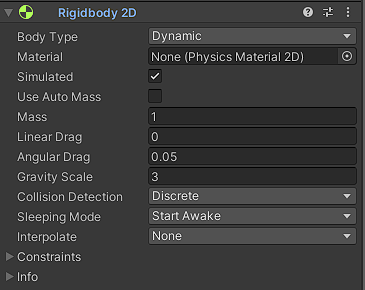 Rigidbody 2D
Body Type Dynamic
Material None (Physics Material 2D)
Simulated
Use Auto Mass
Mass 1
Linear Drag 0
Angular Drag 0.05
Gravity Scale 3
Collision Detection Discrete
Sleeping Mode Start Awake
Interpolate None
Constraints
Info